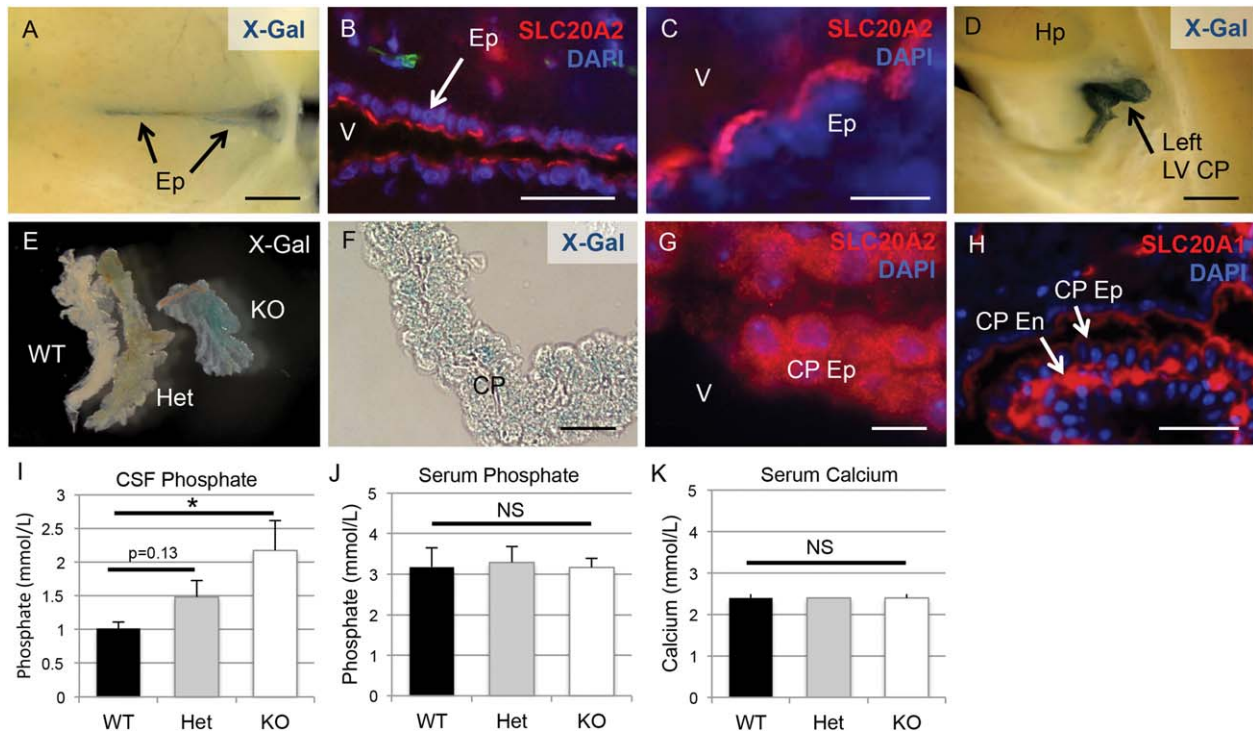 A
X-Gal
Ep
B
Ep
SLC20A2
DAPI
V
C
SLC20A2
DAPI
V
Ep
D
Hp
X-Gal
Left
LV CP
E
X-Gal
KO
WT
Het
F
X-Gal
CP
G
SLC20A2
DAPI
CP Ep
V
H
SLC20A1
DAPI
CP Ep
CP En
I
CSF Phosphate
Phosphate (mmol/L)
3
2.5
2
1.5
1
0.5
0
*
p=0.13
WT Het KO
J
Serum Phosphate
Phosphate (mmol/L)
5
4
3
2
1
0
NS
WT Het KO
K
Serum Calcium
Calcium (mmol/L)
5
4
3
2
1
0
NS
WT Het KO